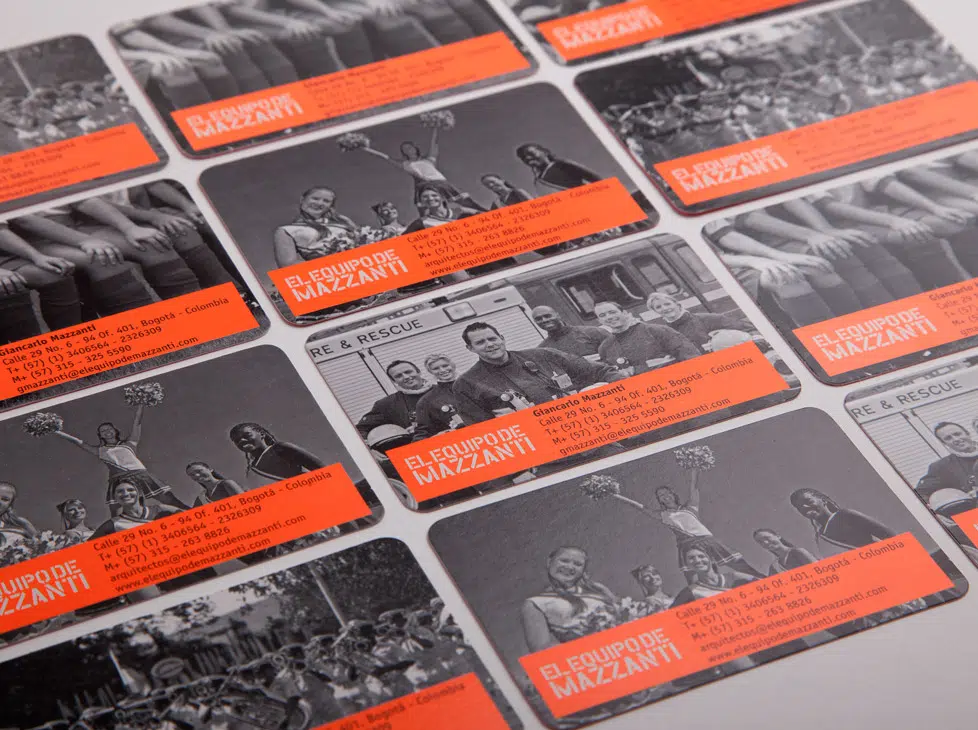 EL EQUIPO DE
MAZZANTI
EL EQUIPO DE
MAZZANTI
Giancarlo Mazzanti
EL EQUIPO DE
MAZZANTI
Calle 29 No. 6 - 94 Of. 401, Bogotá - Colombia
T+ (57) (1) 3406564 - 2326309
M+ (57) 315 - 263 8826
arquitectos@elequipodemazzanti.com
www.elequipodemazzanti.com
EL EQUIPO DE
MAZZANTI
Giancarlo Mazzanti
Calle 29 No. 6 - 94 Of. 401, Bogotá - Colombia
T+ (57) (1) 3406564 - 2326309
M+ (57) 315 - 325 5590
gmazzanti@elequipodemazzanti.com
RE & RESCUE
EL EQUIPO DE
MAZZANTI
Giancarlo Mazzanti
Calle 29 No. 6 - 94 Of. 401, Bogotá - Colombia
T+ (57) (1) 3406564 - 2326309
M+ (57) 315 - 325 5590
gmazzanti@elequipodemazzanti.com
EL EQUIPO DE
MAZZANTI
RE & RESCUE
EQUIPO DE
ZZANTI
Calle 29 No. 6 - 94 Of. 401, Bogotá - Colombia
T+ (57) (1) 3406564 - 2326309
M+ (57) 315 - 263 8826
arquitectos@elequipodemazzanti.com
www.elequipodemazzanti.com
EL EQUIPO DE
MAZZANTI
Calle 29 No. 6 - 94 Of. 401, Bogotá - Colombia
T+ (57) (1) 3406564 - 2326309
M+ (57) 315 - 263 8826
arquitectos@elequipodemazzanti.com
www.elequipodemazzanti.com
01, Bogotá - Colombia